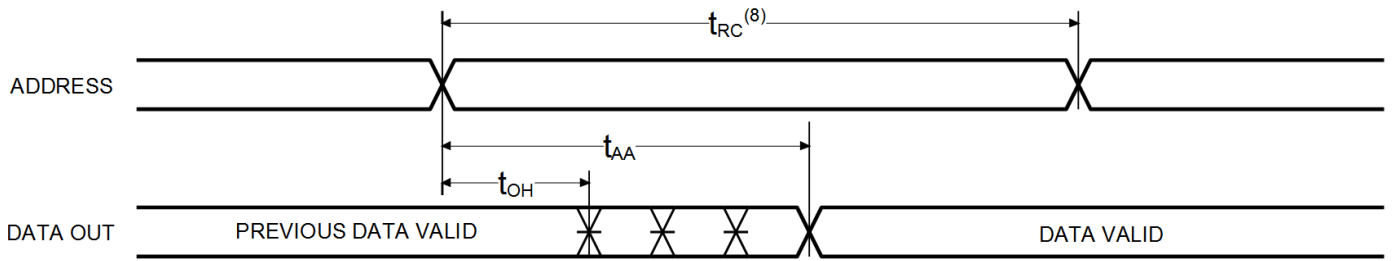 tRC(8)
ADDRESS
tAA
tOH
DATA OUT
PREVIOUS DATA VALID
DATA VALID